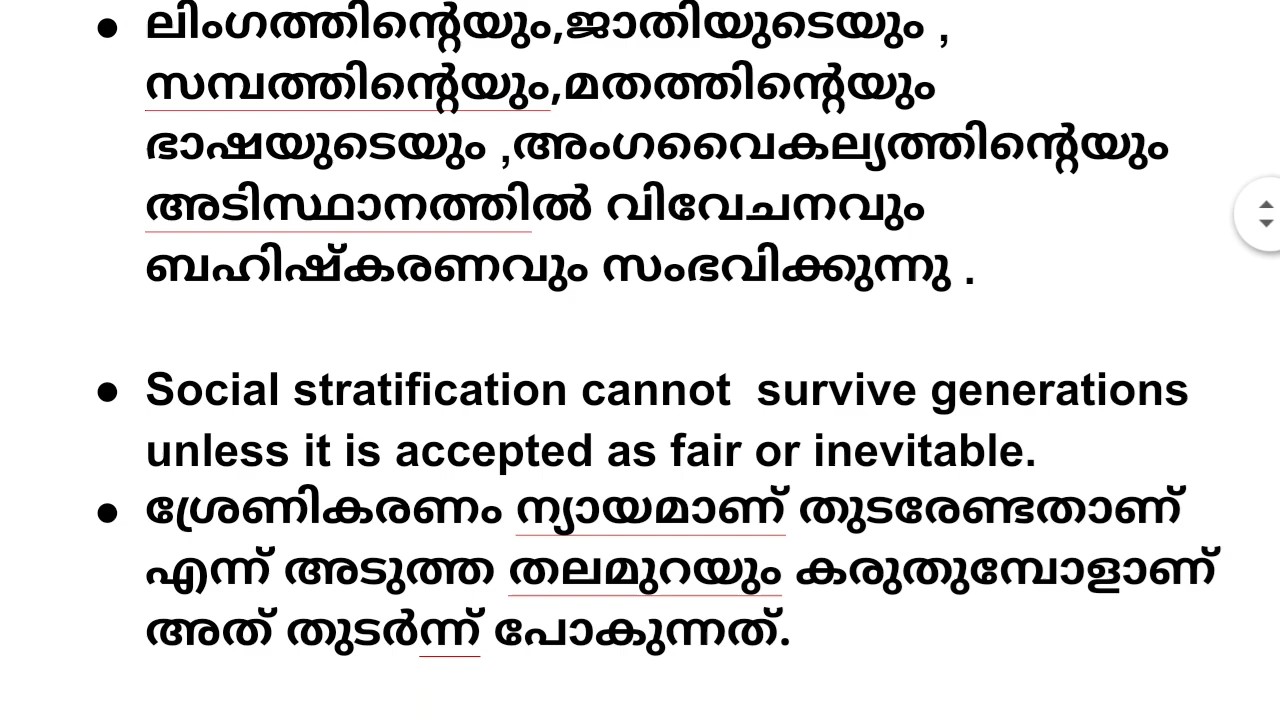 ● ലിംഗത്തിന്റെയും,ജാതിയുടെയും ,
സമ്പത്തിന്റെയും,മതത്തിന്റെയും
ഭാഷയുടെയും ,അംഗവൈകല്യത്തിന്റെയും
അടിസ്ഥാനത്തിൽ വിവേചനവും
ബഹിഷ്കരണവും സംഭവിക്കുന്നു .
● Social stratification cannot  survive generations
unless it is accepted as fair or inevitable.
● ശ്രേണികരണം ന്യായമാണ് തുടരേണ്ടതാണ്
എന്ന് അടുത്ത തലമുറയും കരുതുമ്പോളാണ്
അത് തുടർന്ന് പോകുന്നത്.